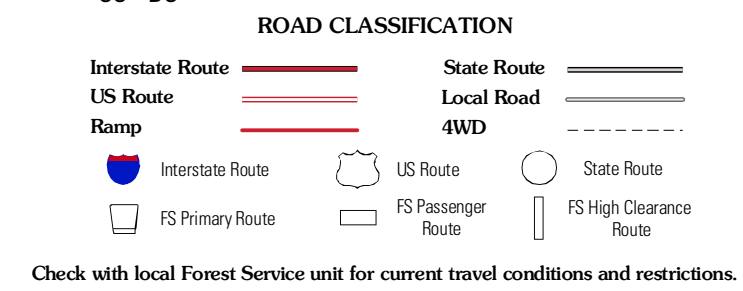 ROAD CLASSIFICATION
Interstate Route State Route
US Route Local Road
Ramp 4WD
Interstate Route US Route State Route
FS Primary Route FS Passenger Route FS High Clearance Route
Check with local Forest Service unit for current travel conditions and restrictions.